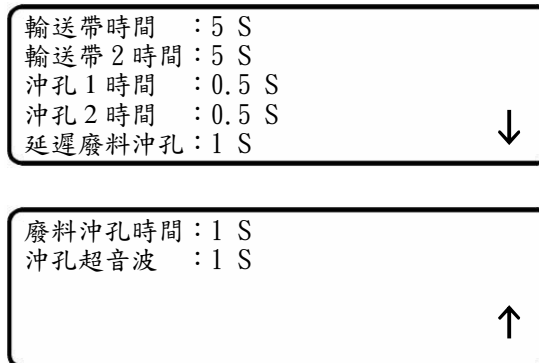 輸送帶時間　：5 S
輸送帶2時間：5 S
沖孔1時間　：0.5 S
沖孔2時間　：0.5 S
延遲廢料沖孔：1 S
廢料沖孔時間：1 S
沖孔超音波　：1 S